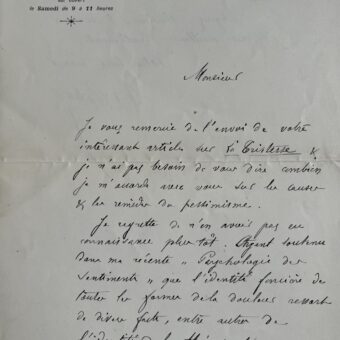 est ouvert
le Samedi de 9 à 11 heures
Monsieur
Je vous remercie de l'envoi de votre
intéressant article sur la Tristesse &
je n'ai pas besoin de vous dire combien
je m'accorde avec vous sur les causes
& les remèdes du pessimisme.
Je regrette de n'en avoir pas eu
connaissance plus tôt. Ayant soutenu
dans ma récente „ Psychologie des
Sentiments „ que l'identité foncière de
toutes les formes de la douleur ressort
de divers faits, entre autres de